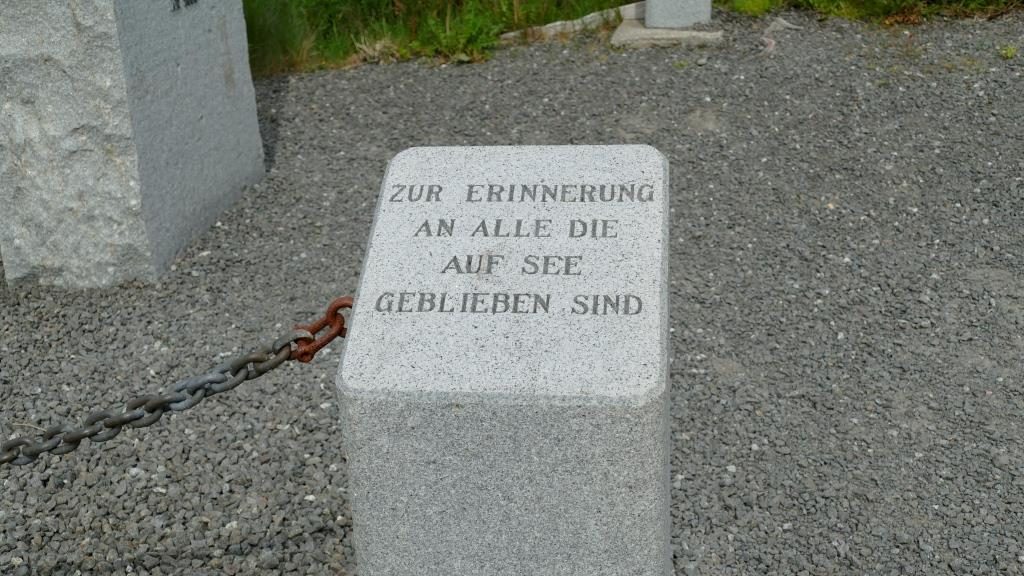 ZUR ERINNERUNG
AN ALLE DIE
AUF SEE
GEBLIEBEN SIND